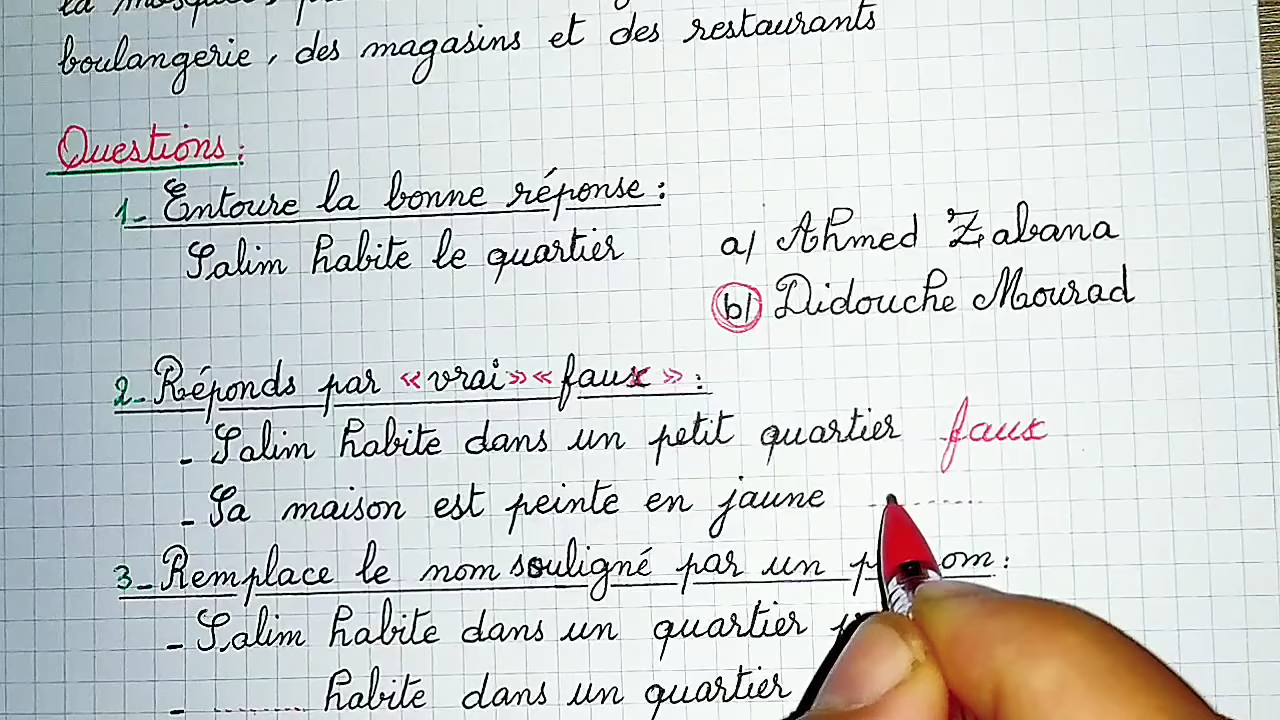 boulangerie, des magasins et des restaurants
Questions:
1- Entoure la bonne réponse:
Salim habite le quartier a) Ahmed Zabana
b) Didouche Mourad
2- Réponds par «vrai» «faux»:
- Salim habite dans un petit quartier faux
- Sa maison est peinte en jaune ........
3- Remplace le nom souligné par un
- Salim habite dans un quartier
- ........ habite dans un quartier